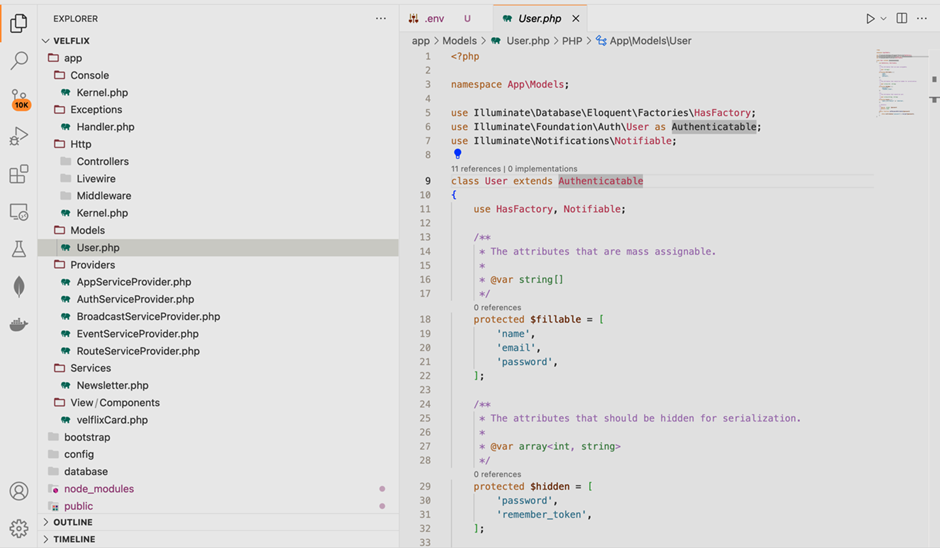 EXPLORER
VELFLIX
app
Console
Kernel.php
Exceptions
Handler.php
Http
Controllers
Livewire
Middleware
Kernel.php
Models
User.php
Providers
AppServiceProvider.php
AuthServiceProvider.php
BroadcastServiceProvider.php
EventServiceProvider.php
RouteServiceProvider.php
Services
Newsletter.php
View / Components
velflixCard.php
bootstrap
config
database
node_modules
public
OUTLINE
TIMELINE
10K
.env U User.php
app > Models > User.php > PHP > App\Models\User
1 <?php
2
3 namespace App\Models;
4
5 use Illuminate\Database\Eloquent\Factories\HasFactory;
6 use Illuminate\Foundation\Auth\User as Authenticatable;
7 use Illuminate\Notifications\Notifiable;
8
11 references | 0 implementations
9 class User extends Authenticatable
10 {
11 use HasFactory, Notifiable;
12
13 /**
14 * The attributes that are mass assignable.
15 *
16 * @var string[]
17 */
0 references
18 protected $fillable = [
19 'name',
20 'email',
21 'password',
22 ];
23
24 /**
25 * The attributes that should be hidden for serialization.
26 *
27 * @var array<int, string>
28 */
0 references
29 protected $hidden = [
30 'password',
31 'remember_token',
32 ];
33